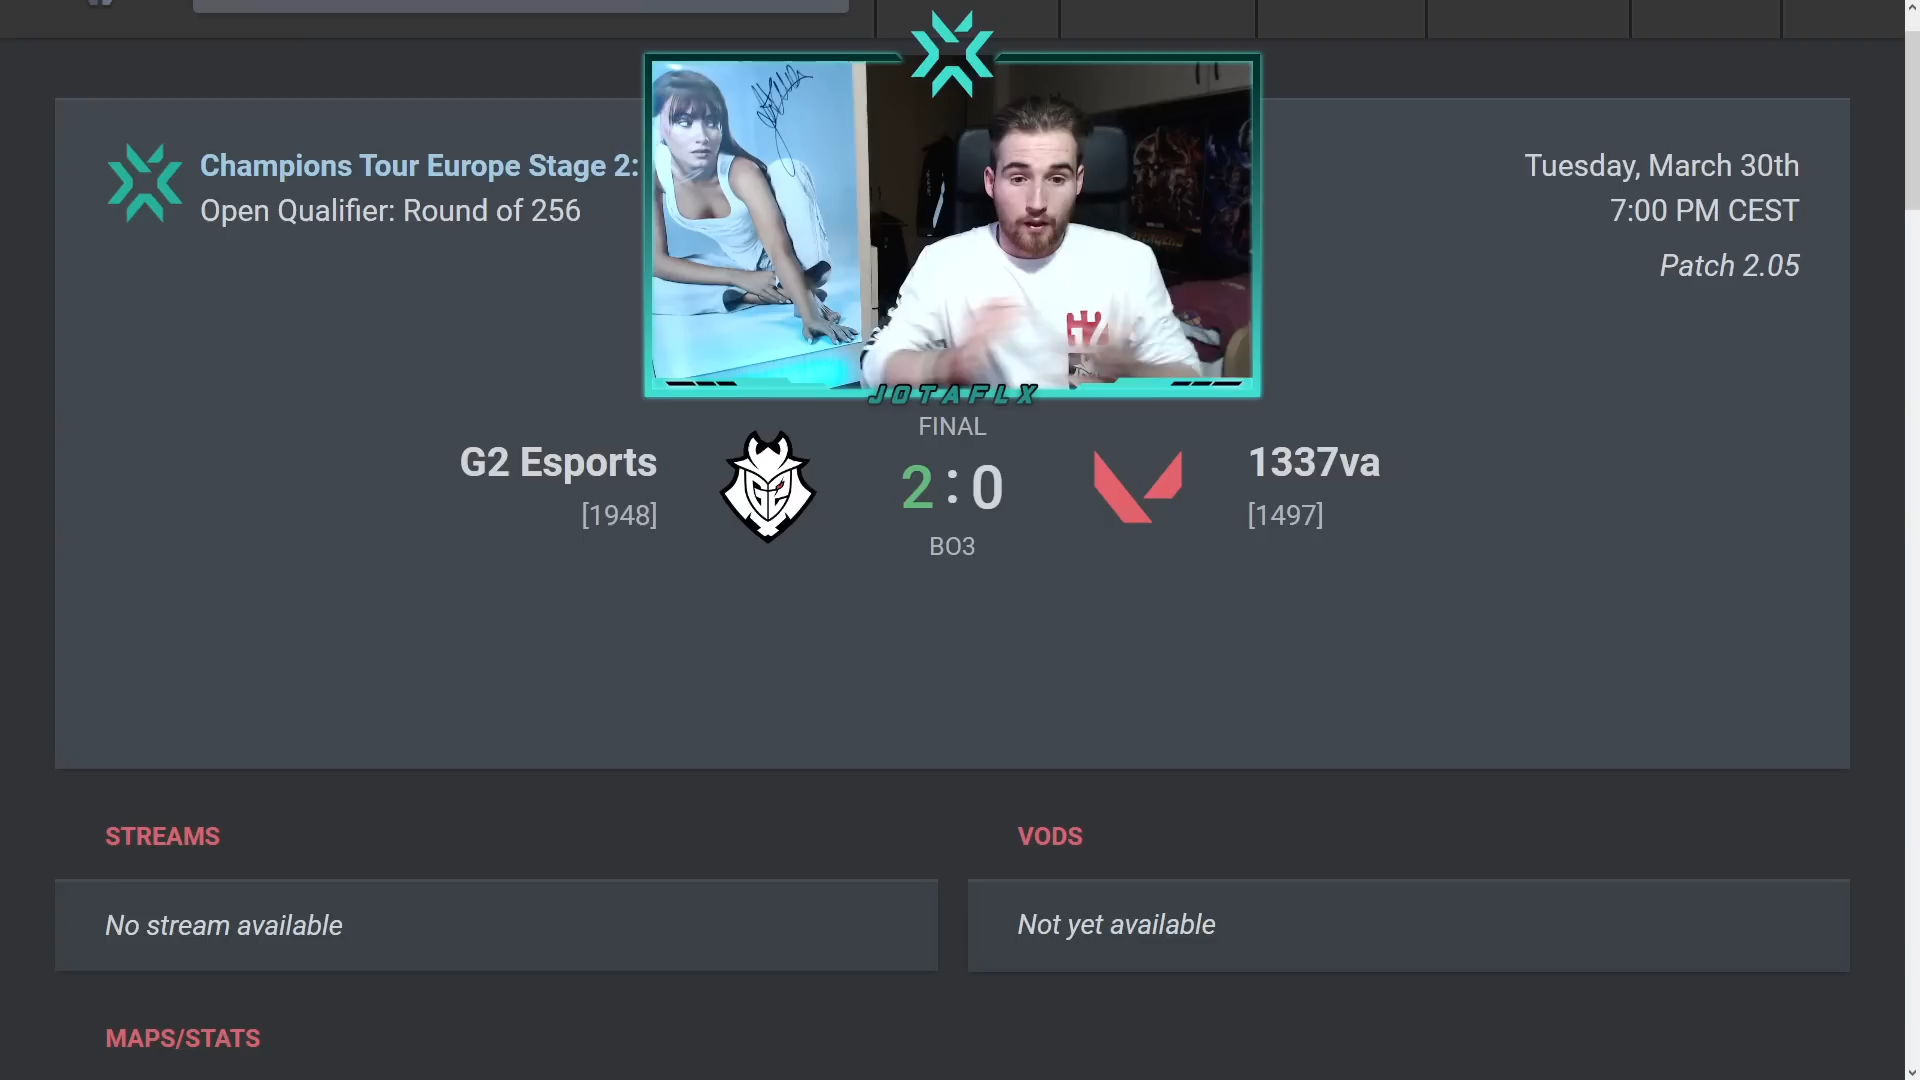 Champions Tour Europe Stage 2:
Open Qualifier: Round of 256
Tuesday, March 30th
7:00 PM CEST
Patch 2.05
JOTAFLX
FINAL
G2 Esports
[1948]
2 : 0
1337va
[1497]
BO3
STREAMS
VODS
No stream available
Not yet available
MAPS/STATS